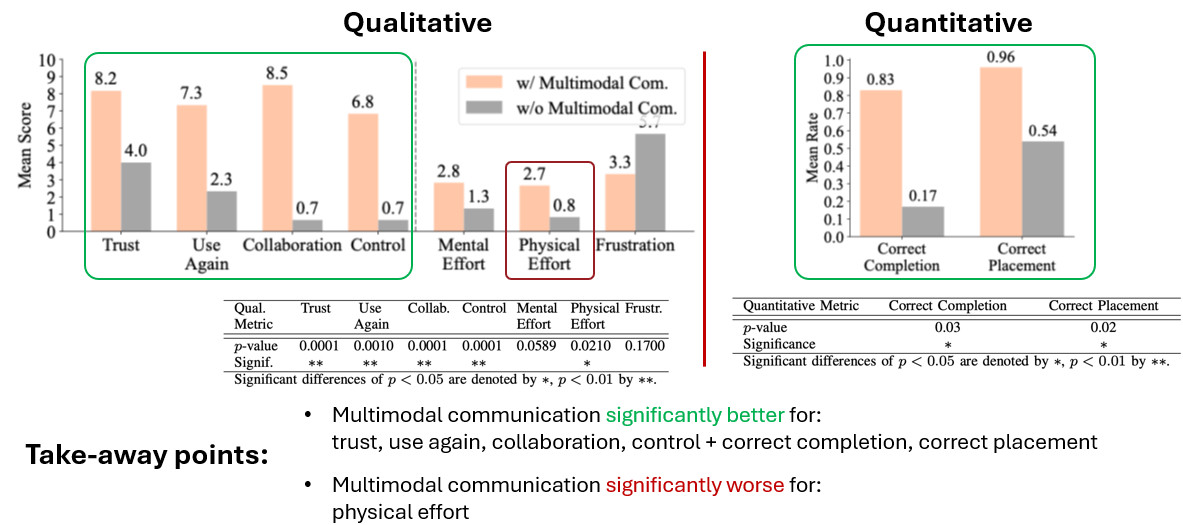 Qualitative
Quantitative
Mean Score
10
9
8
7
6
5
4
3
2
1
0
8.2
4.0
7.3
2.3
8.5
0.7
6.8
0.7
2.8
1.3
2.7
0.8
3.3
5.7
w/ Multimodal Com.
w/o Multimodal Com.
Trust
Use
Again
Collaboration
Control
Mental
Effort
Physical
Effort
Frustration
Mean Rate
1.0
0.9
0.8
0.7
0.6
0.5
0.4
0.3
0.2
0.1
0.0
0.83
0.17
0.96
0.54
Correct
Completion
Correct
Placement
Qual. Trust Use Collab. Control Mental Physical Frustr.
Metric Again Effort Effort
p-value 0.0001 0.0010 0.0001 0.0001 0.0589 0.0210 0.1700
Signif. ** ** ** ** *
Significant differences of p < 0.05 are denoted by *, p < 0.01 by **.
Quantitative Metric Correct Completion Correct Placement
p-value 0.03 0.02
Significance * *
Significant differences of p < 0.05 are denoted by *, p < 0.01 by **.
Take-away points:
• Multimodal communication significantly better for:
trust, use again, collaboration, control + correct completion, correct placement
• Multimodal communication significantly worse for:
physical effort